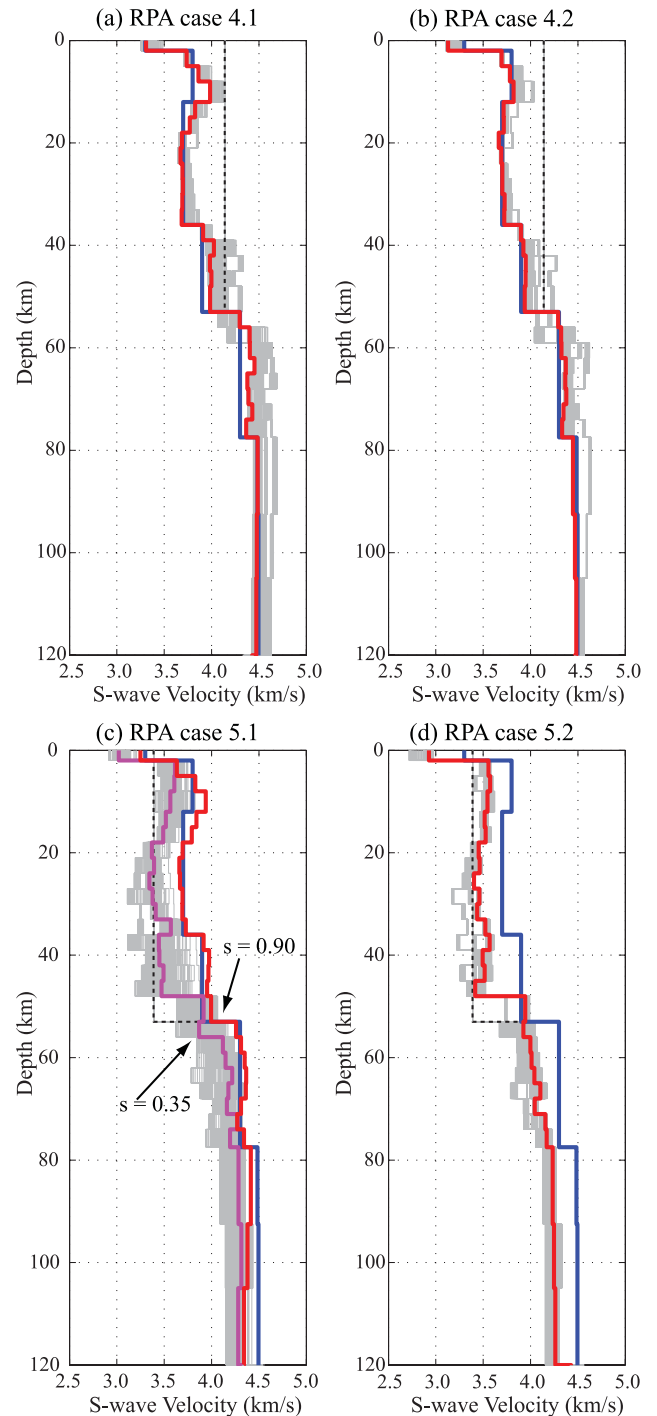 (a) RPA case 4.1
(b) RPA case 4.2
0
20
40
60
80
100
120
Depth (km)
2.5 3.0 3.5 4.0 4.5 5.0
S-wave Velocity (km/s)
0
20
40
60
80
100
120
Depth (km)
2.5 3.0 3.5 4.0 4.5 5.0
S-wave Velocity (km/s)
(c) RPA case 5.1
(d) RPA case 5.2
0
20
40
60
80
100
120
Depth (km)
s = 0.90
s = 0.35
2.5 3.0 3.5 4.0 4.5 5.0
S-wave Velocity (km/s)
0
20
40
60
80
100
120
Depth (km)
2.5 3.0 3.5 4.0 4.5 5.0
S-wave Velocity (km/s)